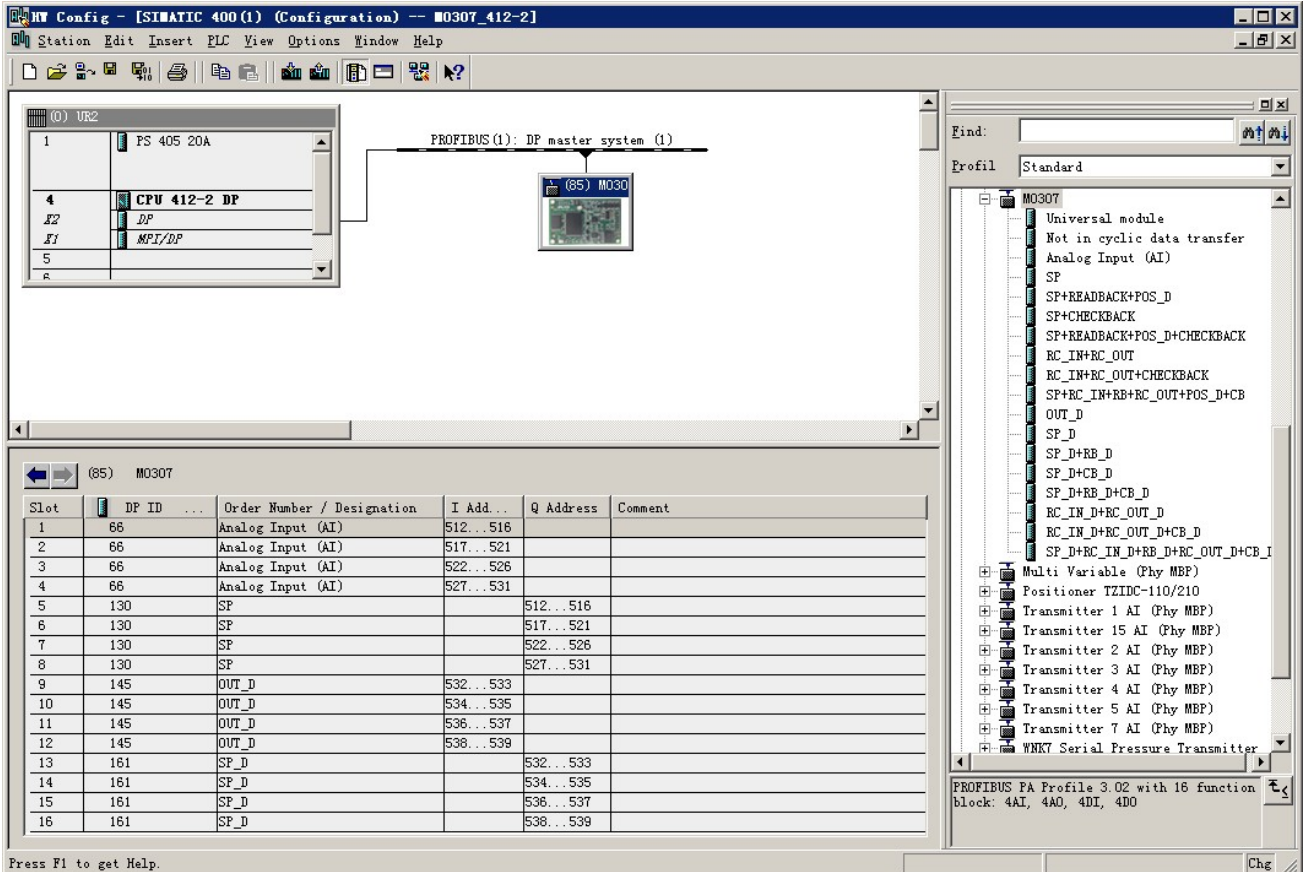 HW Config - [SIMATIC 400(1) (Configuration) -- M0307_412-2]
Station Edit Insert PLC View Options Window Help
(0) UR2
1 PS 405 20A
4 CPU 412-2 DP
X2 DP
X1 MPI/DP
5
6
PROFIBUS(1): DP master system (1)
(85) M030
Find:
Profil Standard
M0307
Universal module
Not in cyclic data transfer
Analog Input (AI)
SP
SP+READBACK+POS_D
SP+CHECKBACK
SP+READBACK+POS_D+CHECKBACK
RC_IN+RC_OUT
RC_IN+RC_OUT+CHECKBACK
SP+RC_IN+RB+RC_OUT+POS_D+CB
OUT_D
SP_D
SP_D+RB_D
SP_D+CB_D
SP_D+RB_D+CB_D
RC_IN_D+RC_OUT_D
RC_IN_D+RC_OUT_D+CB_D
SP_D+RC_IN_D+RB_D+RC_OUT_D+CB_D
Multi Variable (Phy MBP)
Positioner TZIDC-110/210
Transmitter 1 AI (Phy MBP)
Transmitter 15 AI (Phy MBP)
Transmitter 2 AI (Phy MBP)
Transmitter 3 AI (Phy MBP)
Transmitter 4 AI (Phy MBP)
Transmitter 5 AI (Phy MBP)
Transmitter 7 AI (Phy MBP)
WNK7 Serial Pressure Transmitter
PROFIBUS PA Profile 3.02 with 16 function
block: 4AI, 4AO, 4DI, 4DO
(85) M0307
Slot DP ID ... Order Number / Designation I Add... Q Address Comment
1 66 Analog Input (AI) 512...516
2 66 Analog Input (AI) 517...521
3 66 Analog Input (AI) 522...526
4 66 Analog Input (AI) 527...531
5 130 SP 512...516
6 130 SP 517...521
7 130 SP 522...526
8 130 SP 527...531
9 145 OUT_D 532...533
10 145 OUT_D 534...535
11 145 OUT_D 536...537
12 145 OUT_D 538...539
13 161 SP_D 532...533
14 161 SP_D 534...535
15 161 SP_D 536...537
16 161 SP_D 538...539
Press F1 to get Help.
Chg